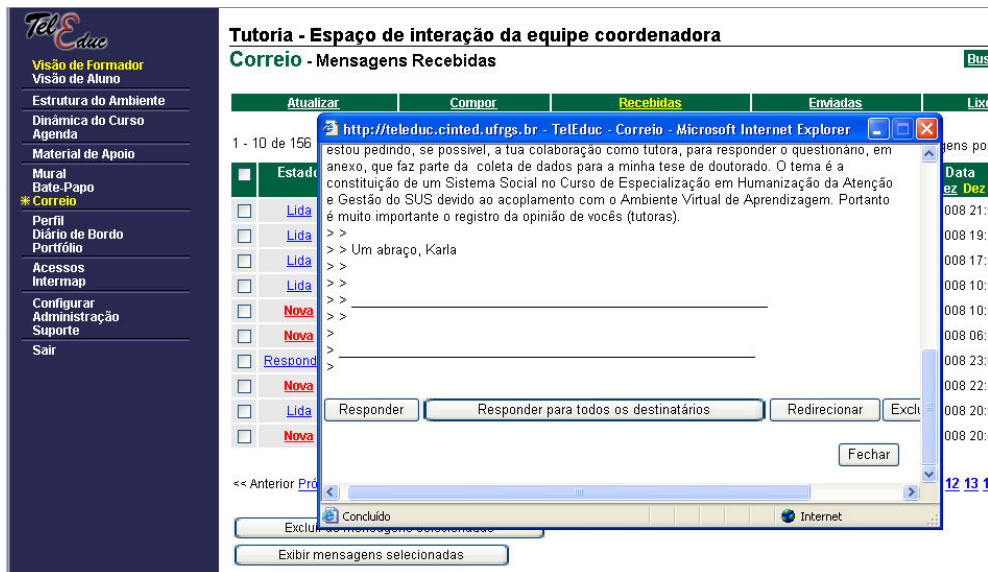 TelEduc
Visão de Formador
Visão de Aluno
Estrutura do Ambiente
Dinâmica do Curso
Agenda
Material de Apoio
Mural
Bate-Papo
Correio
Perfil
Diário de Bordo
Portfólio
Acessos
Intermap
Configurar
Administração
Suporte
Sair
Tutoria - Espaço de interação da equipe coordenadora
Correio - Mensagens Recebidas
Bus
Atualizar Compor Recebidas Enviadas Lixe
1 - 10 de 156
gens po
Estado
Data
ez Dez
Lida 008 21:
Lida 008 19:
Lida 008 17:
Lida 008 10:
Nova 008 10:
Nova 008 06:
Respond 008 23:
Nova 008 22:
Lida 008 20:
Nova 008 20:
http://teleduc.cinted.ufrgs.br - TelEduc - Correio - Microsoft Internet Explorer
estou pedindo, se possivel, a tua colaboração como tutora, para responder o questionário, em
anexo, que faz parte da coleta de dados para a minha tese de doutorado. O tema é a
constituição de um Sistema Social no Curso de Especialização em Humanização da Atenção
e Gestão do SUS devido ao acoplamento com o Ambiente Virtual de Aprendizagem. Portanto
é muito importante o registro da opinião de vocês (tutoras).
> >
> > Um abraço, Karla
> >
> >
> >
> >
>
>
>
Responder Responder para todos os destinatários Redirecionar Exclu
Fechar
Concluído Internet
<< Anterior Pró 12 13 1
Exibir mensagens selecionadas